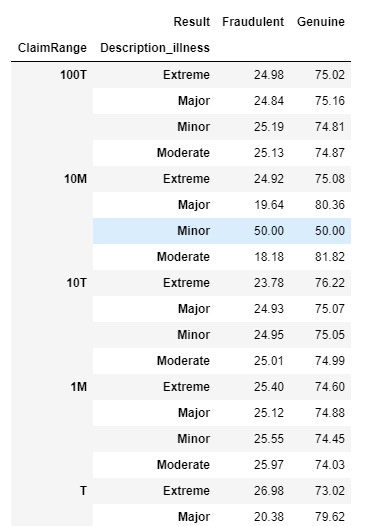 Result Fraudulent Genuine
ClaimRange Description_illness
100T Extreme 24.98 75.02
Major 24.84 75.16
Minor 25.19 74.81
Moderate 25.13 74.87
10M Extreme 24.92 75.08
Major 19.64 80.36
Minor 50.00 50.00
Moderate 18.18 81.82
10T Extreme 23.78 76.22
Major 24.93 75.07
Minor 24.95 75.05
Moderate 25.01 74.99
1M Extreme 25.40 74.60
Major 25.12 74.88
Minor 25.55 74.45
Moderate 25.97 74.03
T Extreme 26.98 73.02
Major 20.38 79.62